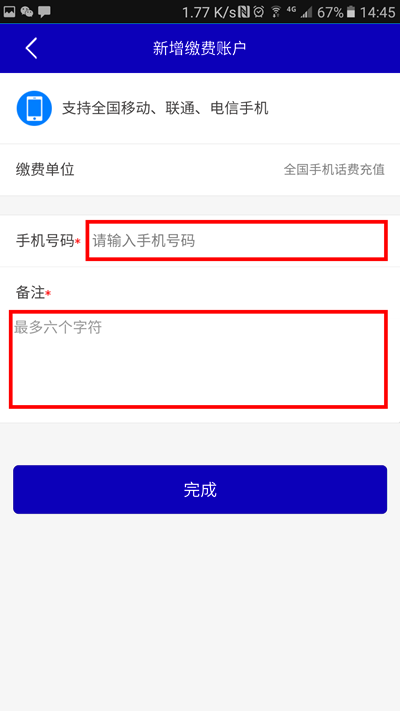 1.77 K/s 4G 67% 14:45
新增缴费账户
支持全国移动、联通、电信手机
缴费单位 全国手机话费充值
手机号码* 请输入手机号码
备注*
最多六个字符
完成